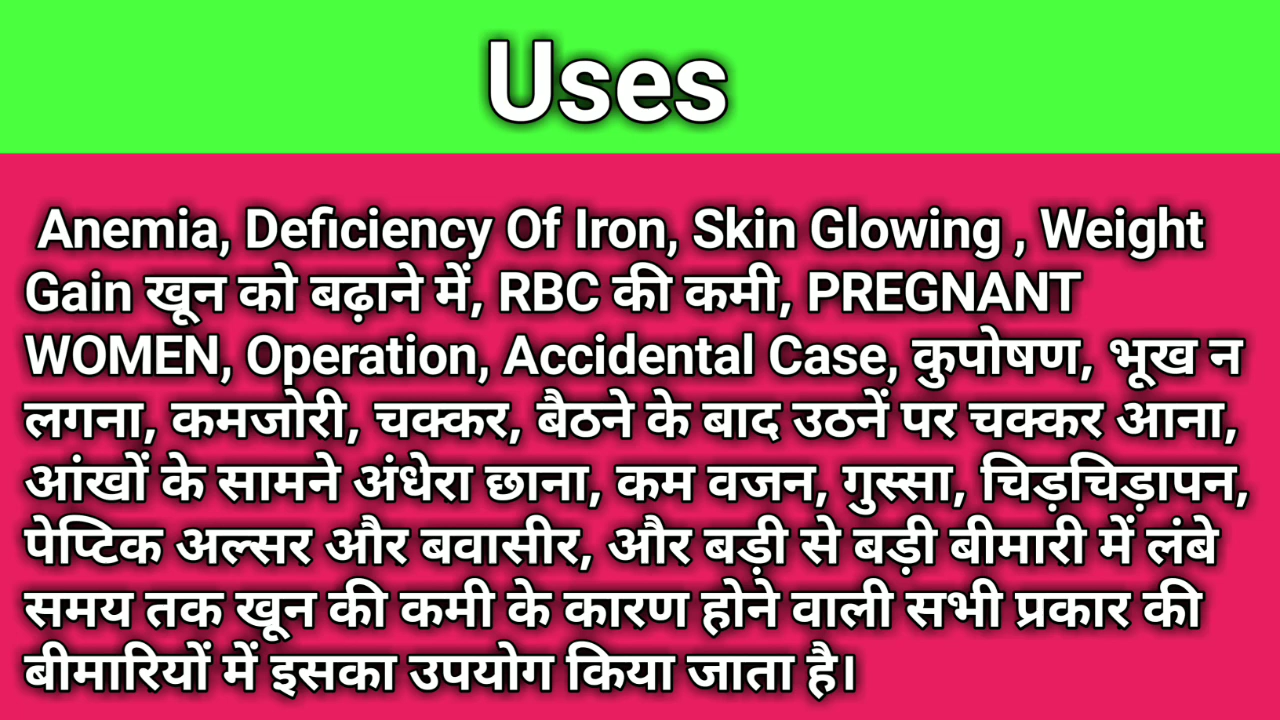 Uses
Anemia, Deficiency Of Iron, Skin Glowing , Weight
Gain खून को बढ़ाने में, RBC की कमी, PREGNANT
WOMEN, Operation, Accidental Case, कुपोषण, भूख न
लगना, कमजोरी, चक्कर, बैठने के बाद उठनें पर चक्कर आना,
आंखों के सामने अंधेरा छाना, कम वजन, गुस्सा, चिड़चिड़ापन,
पेप्टिक अल्सर और बवासीर, और बड़ी से बड़ी बीमारी में लंबे
समय तक खून की कमी के कारण होने वाली सभी प्रकार की
बीमारियों में इसका उपयोग किया जाता है।